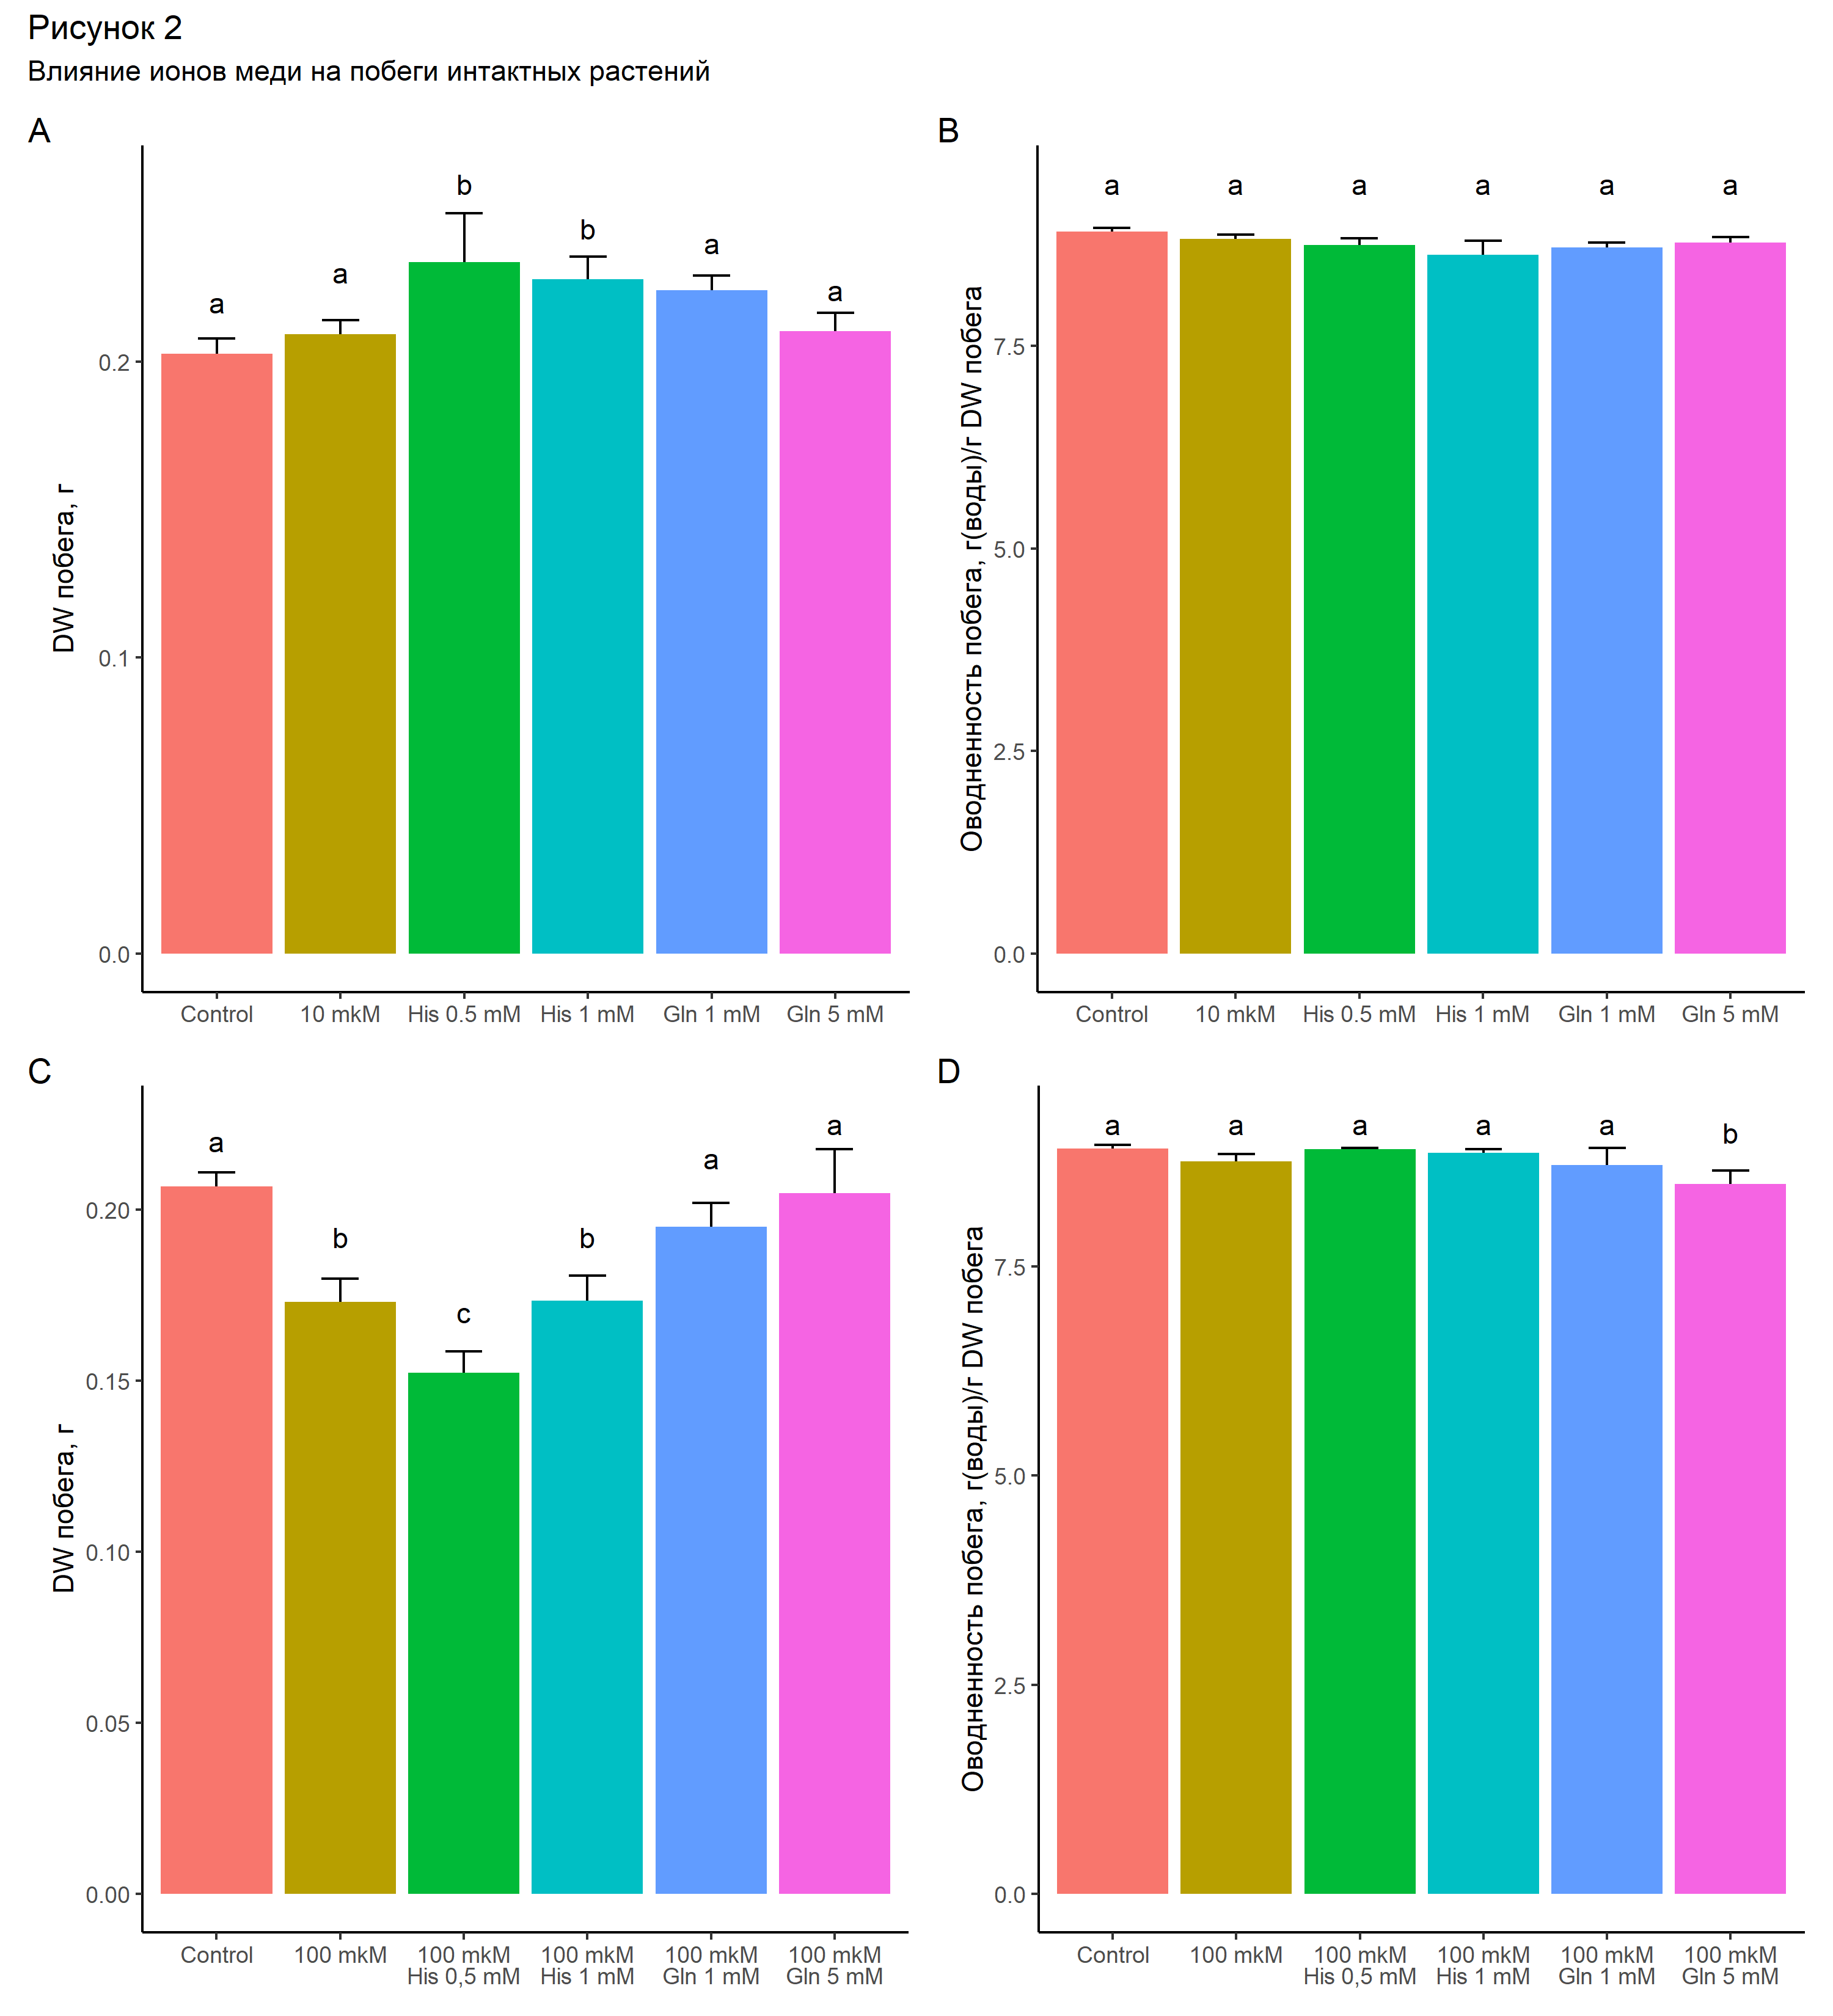 Рисунок 2
Влияние ионов меди на побеги интактных растений
A
DW побега, г
0.2
0.1
0.0
a
a
b
b
a
a
Control
10 mkM
His 0.5 mM
His 1 mM
Gln 1 mM
Gln 5 mM
B
Оводненность побега, г(воды)/г DW побега
7.5
5.0
2.5
0.0
a
a
a
a
a
a
Control
10 mkM
His 0.5 mM
His 1 mM
Gln 1 mM
Gln 5 mM
C
DW побега, г
0.20
0.15
0.10
0.05
0.00
a
b
c
b
a
a
Control
100 mkM
100 mkM
His 0,5 mM
100 mkM
His 1 mM
100 mkM
Gln 1 mM
100 mkM
Gln 5 mM
D
Оводненность побега, г(воды)/г DW побега
7.5
5.0
2.5
0.0
a
a
a
a
a
b
Control
100 mkM
100 mkM
His 0,5 mM
100 mkM
His 1 mM
100 mkM
Gln 1 mM
100 mkM
Gln 5 mM